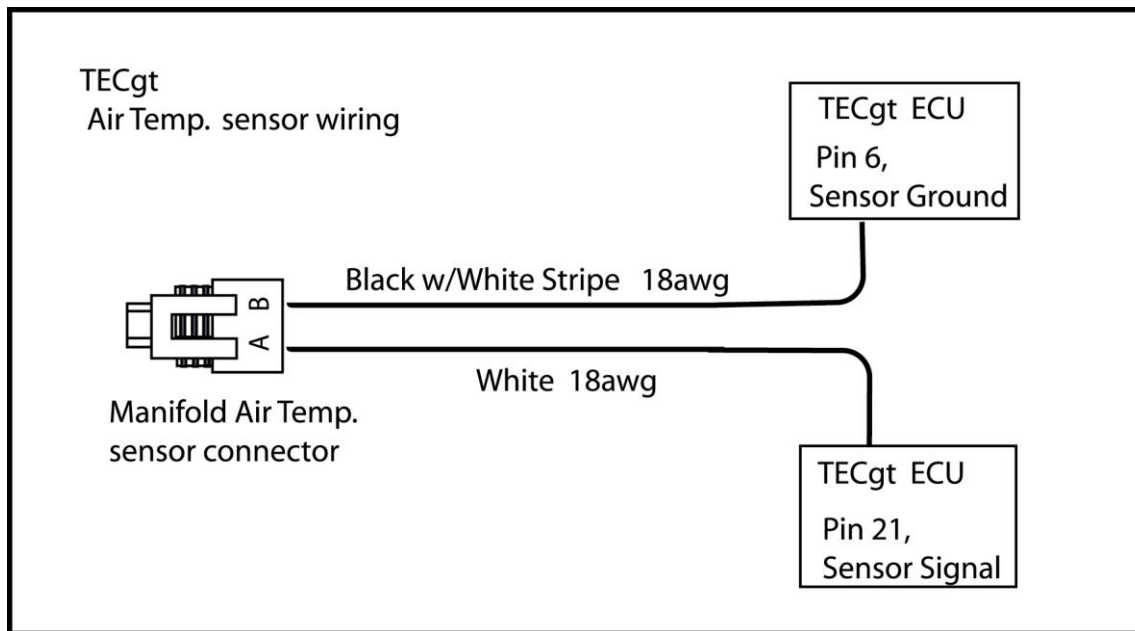 TECgt
Air Temp. sensor wiring
TECgt ECU
Pin 6,
Sensor Ground
Black w/White Stripe 18awg
B
A
White 18awg
Manifold Air Temp.
sensor connector
TECgt ECU
Pin 21,
Sensor Signal